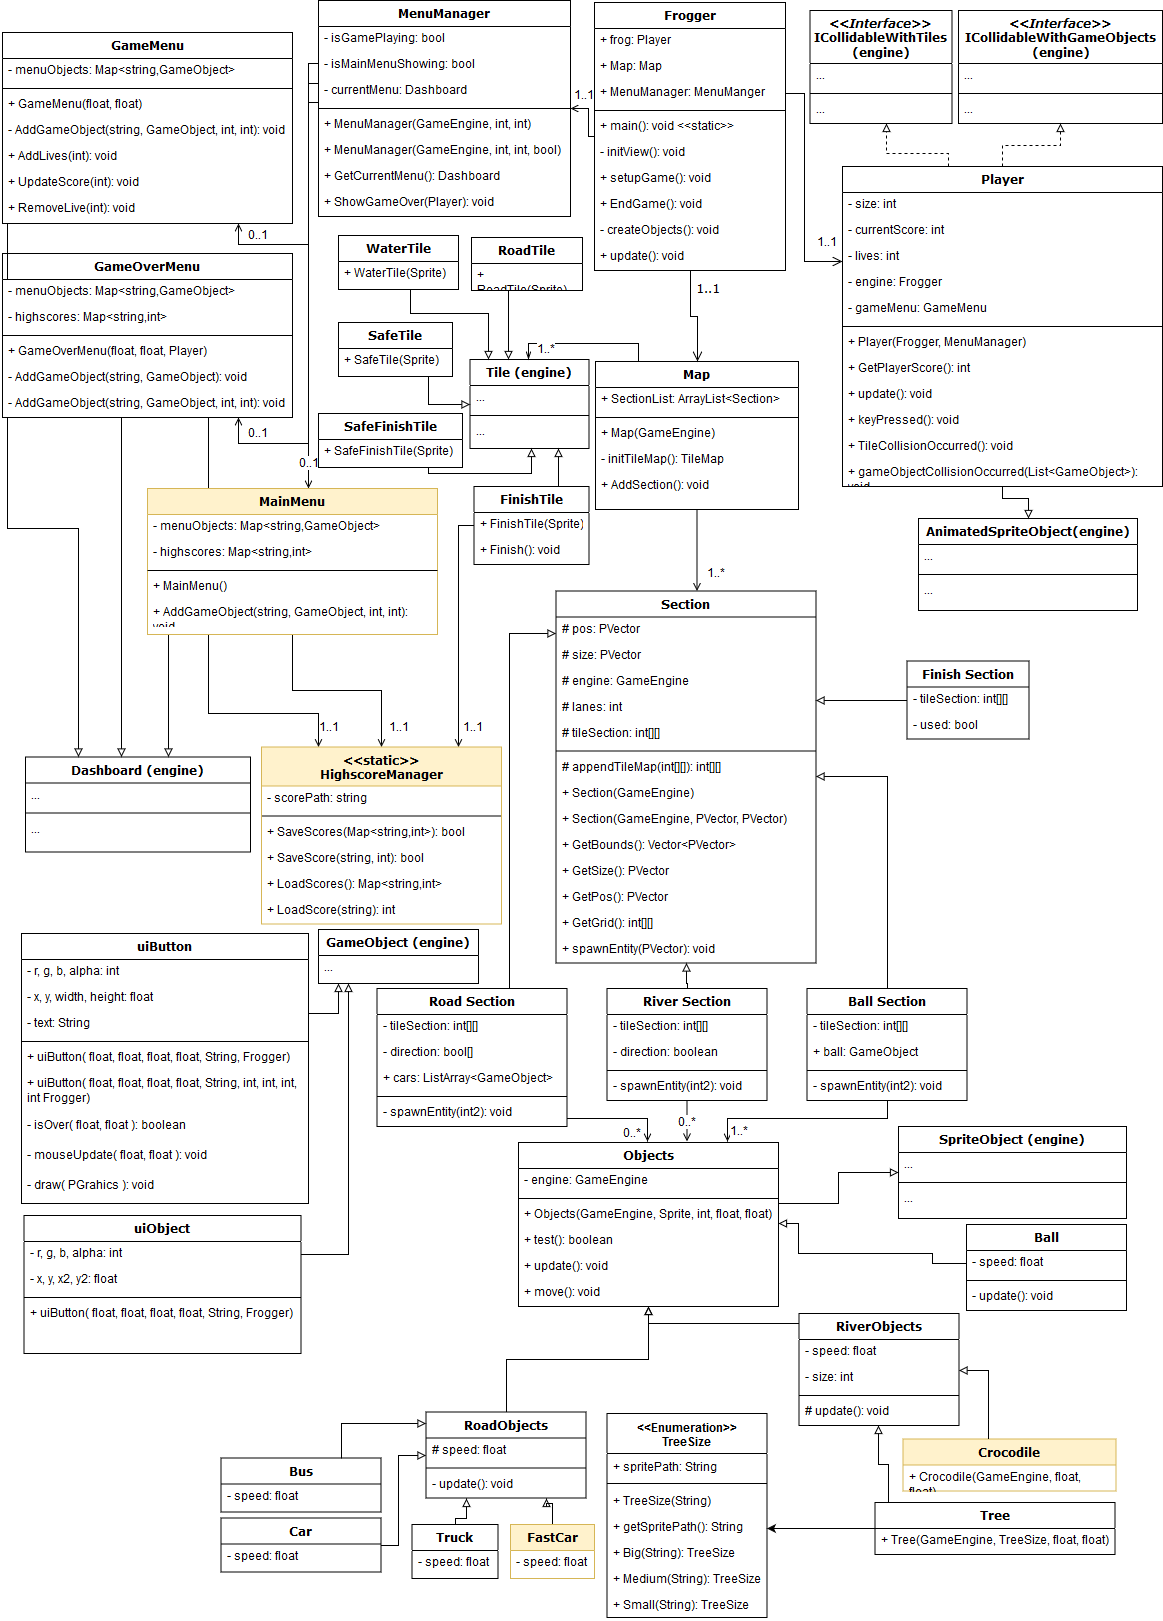 GameMenu
- menuObjects: Map<string,GameObject>
+ GameMenu(float, float)
- AddGameObject(string, GameObject, int, int): void
+ AddLives(int): void
+ UpdateScore(int): void
+ RemoveLive(int): void
MenuManager
- isGamePlaying: bool
- isMainMenuShowing: bool
- currentMenu: Dashboard
+ MenuManager(GameEngine, int, int)
+ MenuManager(GameEngine, int, int, bool)
+ GetCurrentMenu(): Dashboard
+ ShowGameOver(Player): void
Frogger
+ frog: Player
+ Map: Map
+ MenuManager: MenuManger
+ main(): void <<static>>
- initView(): void
+ setupGame(): void
+ EndGame(): void
- createObjects(): void
+ update(): void
<<Interface>>
ICollidableWithTiles
(engine)
...
...
<<Interface>>
ICollidableWithGameObjects
(engine)
...
...
Player
- size: int
- currentScore: int
- lives: int
- engine: Frogger
- gameMenu: GameMenu
+ Player(Frogger, MenuManager)
+ GetPlayerScore(): int
+ update(): void
+ keyPressed(): void
+ TileCollisionOccurred(): void
+ gameObjectCollisionOccurred(List<GameObject>):
void
1..1
1..1
1..1
0..1
0..1
0..1
GameOverMenu
- menuObjects: Map<string,GameObject>
- highscores: Map<string,int>
+ GameOverMenu(float, float, Player)
- AddGameObject(string, GameObject): void
- AddGameObject(string, GameObject, int, int): void
WaterTile
+ WaterTile(Sprite)
RoadTile
+
RoadTile(Sprite)
SafeTile
+ SafeTile(Sprite)
SafeFinishTile
+ SafeFinishTile(Sprite)
Tile (engine)
...
...
1..*
Map
+ SectionList: ArrayList<Section>
+ Map(GameEngine)
- initTileMap(): TileMap
+ AddSection(): void
FinishTile
+ FinishTile(Sprite)
+ Finish(): void
AnimatedSpriteObject(engine)
...
...
MainMenu
- menuObjects: Map<string,GameObject>
- highscores: Map<string,int>
+ MainMenu()
+ AddGameObject(string, GameObject, int, int):
void
1..*
Section
# pos: PVector
# size: PVector
# engine: GameEngine
# lanes: int
# tileSection: int[][]
# appendTileMap(int[][]): int[][]
+ Section(GameEngine)
+ Section(GameEngine, PVector, PVector)
+ GetBounds(): Vector<PVector>
+ GetSize(): PVector
+ GetPos(): PVector
+ GetGrid(): int[][]
+ spawnEntity(PVector): void
Finish Section
- tileSection: int[][]
- used: bool
1..1
1..1
1..1
Dashboard (engine)
...
...
<<static>>
HighscoreManager
- scorePath: string
+ SaveScores(Map<string,int>): bool
+ SaveScore(string, int): bool
+ LoadScores(): Map<string,int>
+ LoadScore(string): int
uiButton
- r, g, b, alpha: int
- x, y, width, height: float
- text: String
+ uiButton( float, float, float, float, String, Frogger)
+ uiButton( float, float, float, float, String, int, int, int,
int Frogger)
- isOver( float, float ): boolean
- mouseUpdate( float, float ): void
- draw( PGrahics ): void
GameObject (engine)
...
Road Section
- tileSection: int[][]
- direction: bool[]
+ cars: ListArray<GameObject>
- spawnEntity(int2): void
River Section
- tileSection: int[][]
- direction: boolean
- spawnEntity(int2): void
Ball Section
- tileSection: int[][]
+ ball: GameObject
- spawnEntity(int2): void
0..*
0..*
1..*
Objects
- engine: GameEngine
+ Objects(GameEngine, Sprite, int, float, float)
+ test(): boolean
+ update(): void
+ move(): void
SpriteObject (engine)
...
...
uiObject
- r, g, b, alpha: int
- x, y, x2, y2: float
+ uiButton( float, float, float, float, String, Frogger)
Ball
- speed: float
- update(): void
RiverObjects
- speed: float
- size: int
# update(): void
RoadObjects
# speed: float
- update(): void
<<Enumeration>>
TreeSize
+ spritePath: String
+ TreeSize(String)
+ getSpritePath(): String
+ Big(String): TreeSize
+ Medium(String): TreeSize
+ Small(String): TreeSize
Crocodile
+ Crocodile(GameEngine, float,
float)
Bus
- speed: float
Tree
+ Tree(GameEngine, TreeSize, float, float)
Car
- speed: float
Truck
- speed: float
FastCar
- speed: float